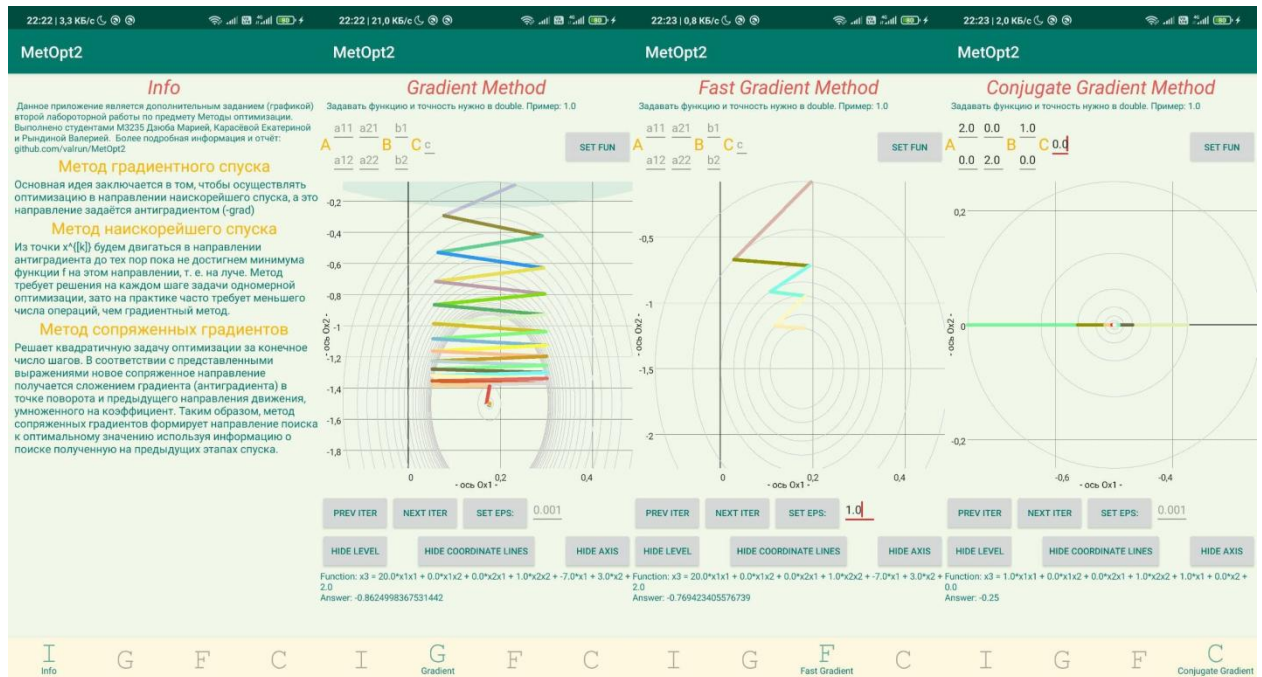 22:22 | 3,3 КБ/с
MetOpt2
Info
Данное приложение является дополнительным заданием (графикой)
второй лабороторной работы по предмету Методы оптимизации.
Выполнено студентами M3235 Дзюба Марией, Карасёвой Екатериной
и Рындиной Валерией. Более подробная информация и отчёт:
github.com/valrun/MetOpt2
Метод градиентного спуска
Основная идея заключается в том, чтобы осуществлять
оптимизацию в направлении наискорейшего спуска, а это
направление задаётся антиградиентом (-grad)
Метод наискорейшего спуска
Из точки x^{[k]} будем двигаться в направлении
антиградиента до тех пор пока не достигнем минимума
функции f на этом направлении, т. е. на луче. Метод
требует решения на каждом шаге задачи одномерной
оптимизации, зато на практике часто требует меньшего
числа операций, чем градиентный метод.
Метод сопряженных градиентов
Решает квадратичную задачу оптимизации за конечное
число шагов. В соответствии с представленными
выражениями новое сопряженное направление
получается сложением градиента (антиградиента) в
точке поворота и предыдущего направления движения,
умноженного на коэффициент. Таким образом, метод
сопряженных градиентов формирует направление поиска
к оптимальному значению используя информацию о
поиске полученную на предыдущих этапах спуска.
I G F C
Info
22:22 | 21,0 КБ/с
MetOpt2
Gradient Method
Задавать функцию и точность нужно в double. Пример: 1.0
a11 a21 b1
A B C c
a12 a22 b2
SET FUN
-0,2
-0,4
-0,6
-0,8
-1
-1,2
-1,4
-1,6
-1,8
- ось Ox2 -
0 0,2 0,4
- ось Ox1 -
PREV ITER NEXT ITER SET EPS: 0.001
HIDE LEVEL HIDE COORDINATE LINES HIDE AXIS
Function: x3 = 20.0*x1x1 + 0.0*x1x2 + 0.0*x2x1 + 1.0*x2x2 + -7.0*x1 + 3.0*x2 +
2.0
Answer: -0.8624998367531442
I G F C
Gradient
22:23 | 0,8 КБ/с
MetOpt2
Fast Gradient Method
Задавать функцию и точность нужно в double. Пример: 1.0
a11 a21 b1
A B C c
a12 a22 b2
SET FUN
-0,5
-1
-1,5
-2
- ось Ox2 -
0 0,2 0,4
- ось Ox1 -
PREV ITER NEXT ITER SET EPS: 1.0
HIDE LEVEL HIDE COORDINATE LINES HIDE AXIS
Function: x3 = 20.0*x1x1 + 0.0*x1x2 + 0.0*x2x1 + 1.0*x2x2 + -7.0*x1 + 3.0*x2 +
2.0
Answer: -0.769423405576739
I G F C
Fast Gradient
22:23 | 2,0 КБ/с
MetOpt2
Conjugate Gradient Method
Задавать функцию и точность нужно в double. Пример: 1.0
2.0 0.0 1.0
A B C 0.0
0.0 2.0 0.0
SET FUN
0,2
0
-0,2
- ось Ox2 -
-0,6 -0,4
- ось Ox1 -
PREV ITER NEXT ITER SET EPS: 0.001
HIDE LEVEL HIDE COORDINATE LINES HIDE AXIS
Function: x3 = 1.0*x1x1 + 0.0*x1x2 + 0.0*x2x1 + 1.0*x2x2 + 1.0*x1 + 0.0*x2 +
0.0
Answer: -0.25
I G F C
Conjugate Gradient